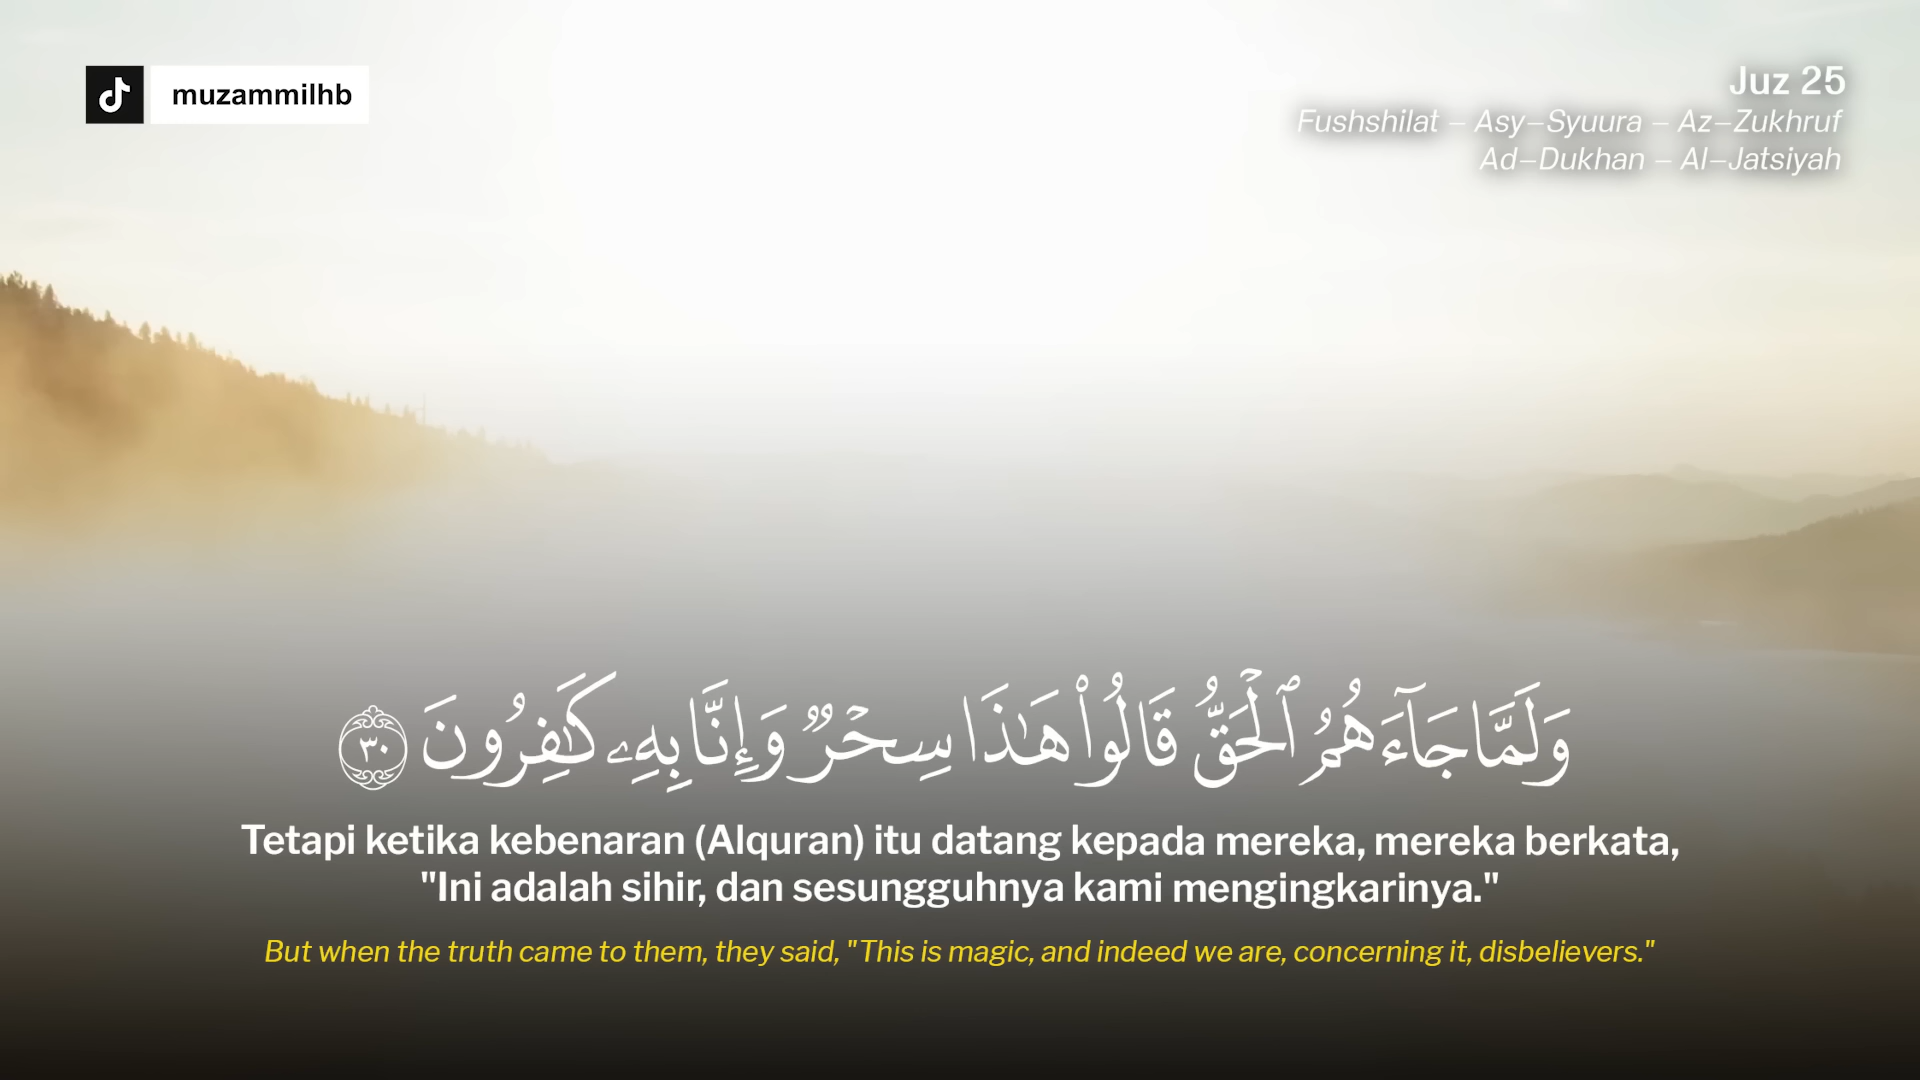 muzammilhb
Juz 25
Fushshilat – Asy–Syuura – Az–Zukhruf
Ad–Dukhan – Al–Jatsiyah
وَلَمَّا جَآءَهُمُ ٱلْحَقُّ قَالُوا۟ هَـٰذَا سِحْرٌ وَإِنَّا بِهِۦ كَـٰفِرُونَ ٣٠
Tetapi ketika kebenaran (Alquran) itu datang kepada mereka, mereka berkata,
"Ini adalah sihir, dan sesungguhnya kami mengingkarinya."
But when the truth came to them, they said, "This is magic, and indeed we are, concerning it, disbelievers."